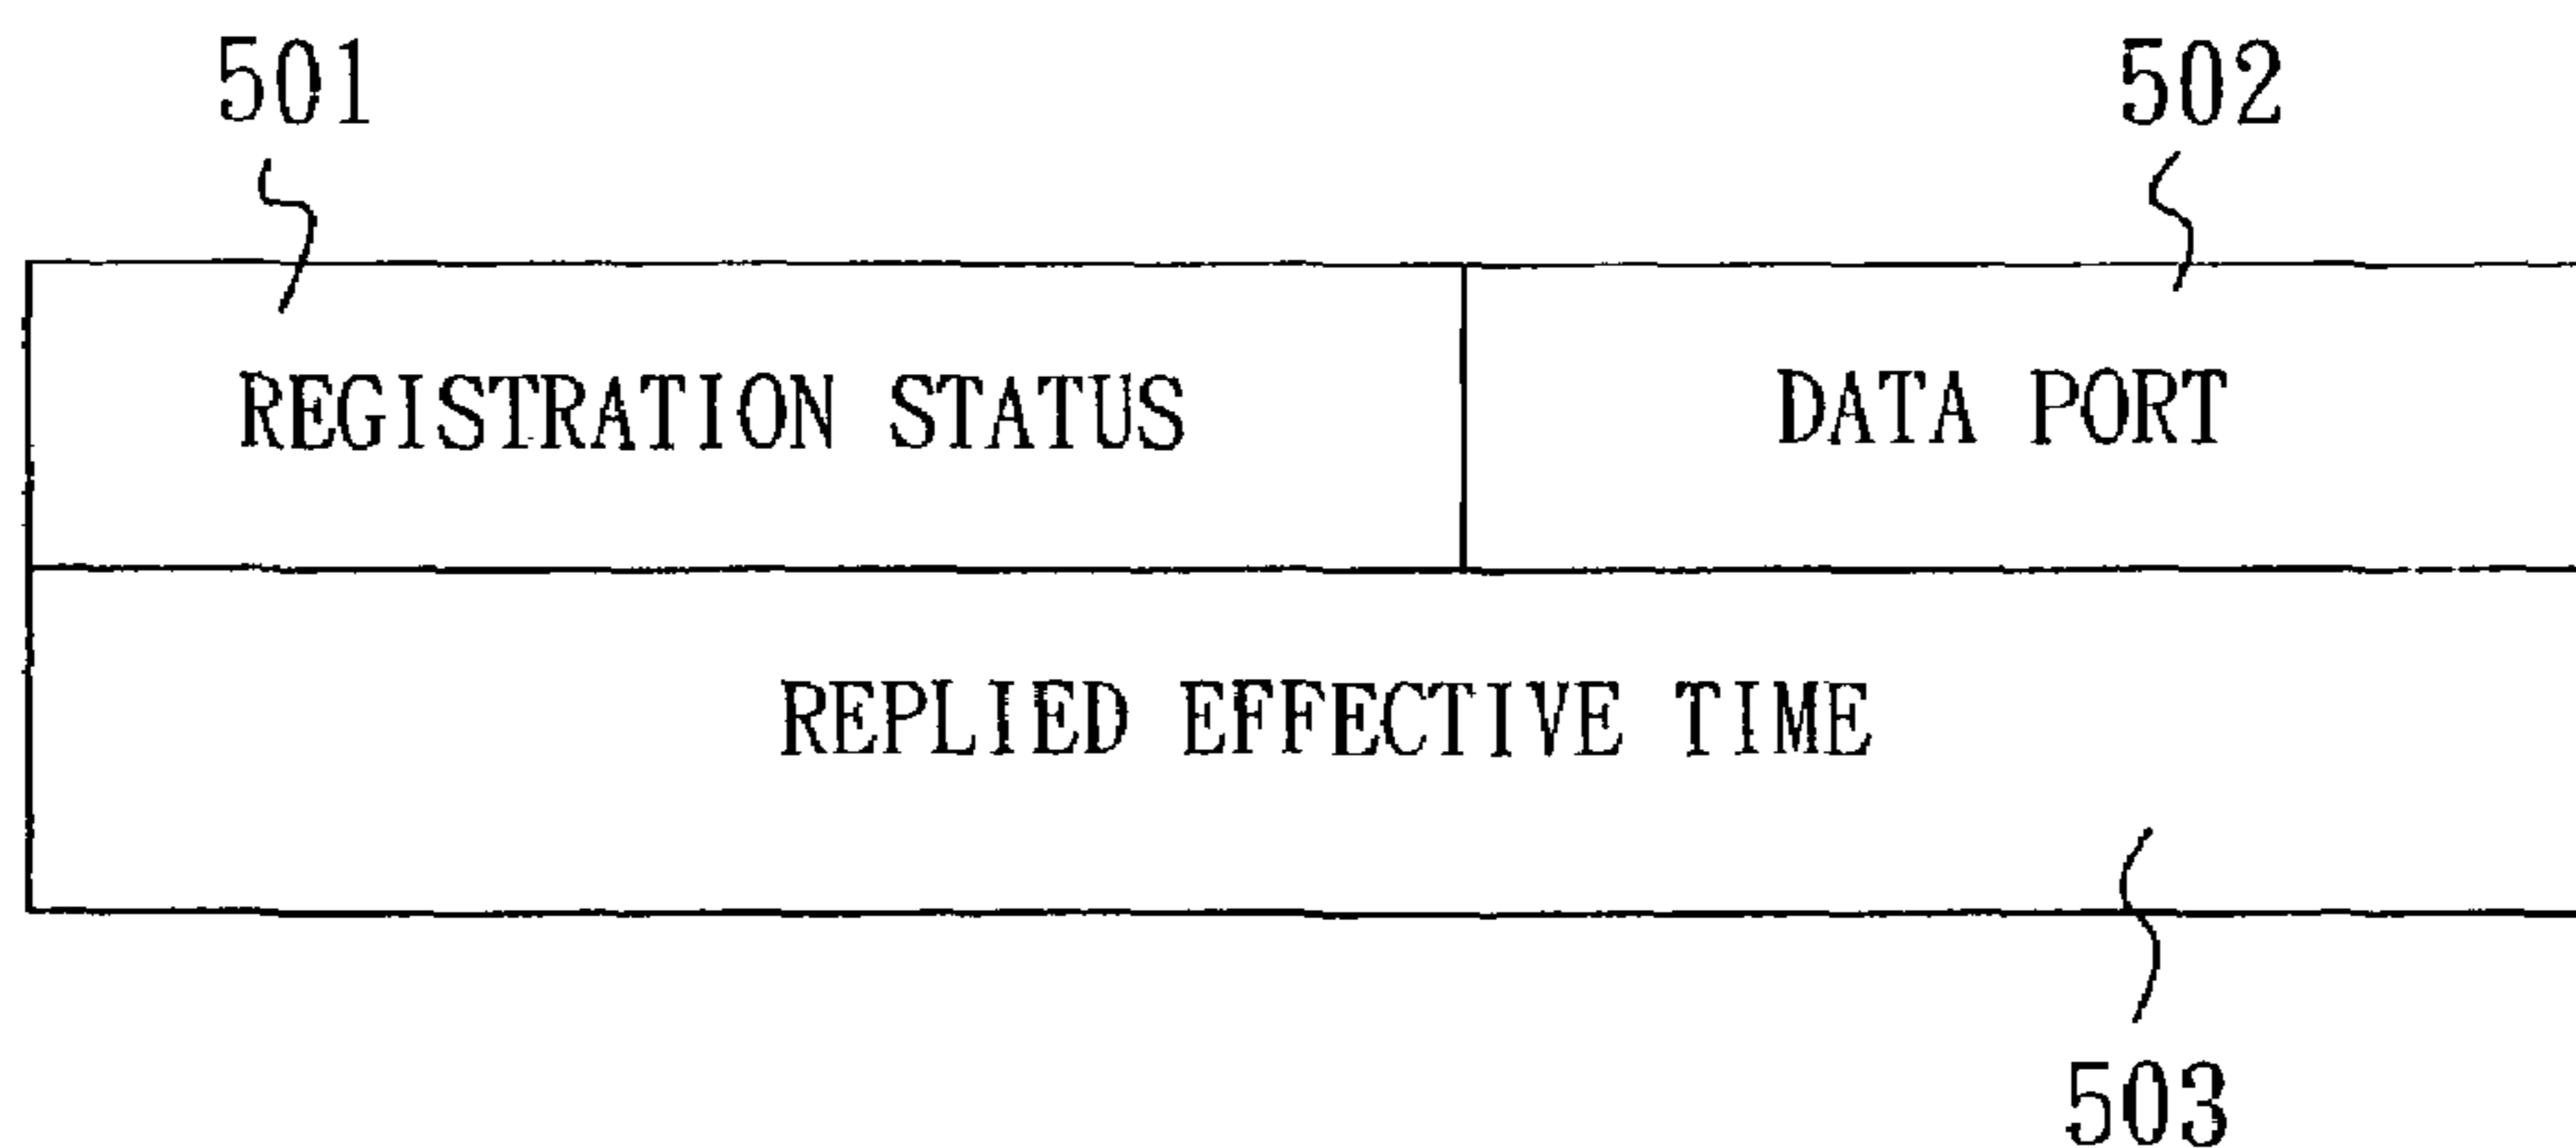 501 502
REGISTRATION STATUS DATA PORT
REPLIED EFFECTIVE TIME
503